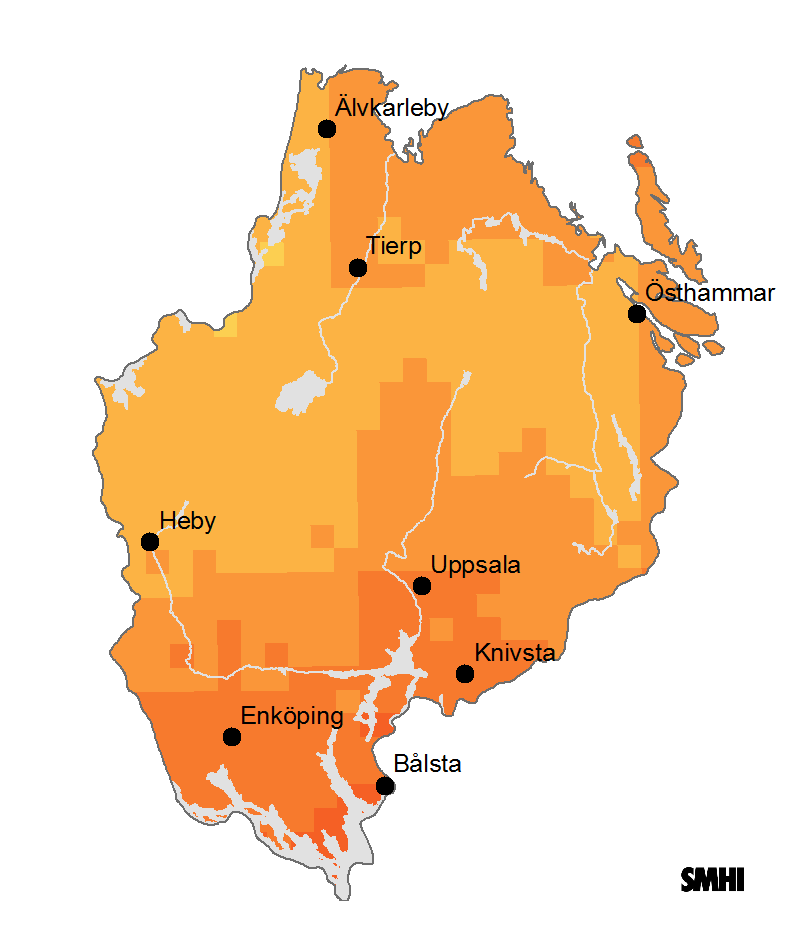 Älvkarleby
Tierp
Östhammar
Heby
Uppsala
Knivsta
Enköping
Bålsta
SMHI